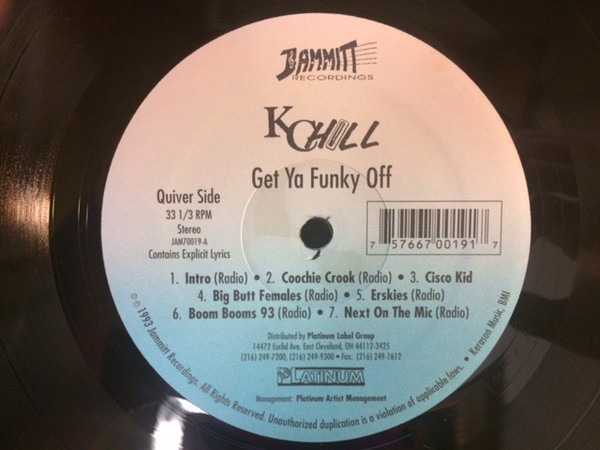 JAMMITT
RECORDINGS
K CHILL
Get Ya Funky Off
Quiver Side
33 1/3 RPM
Stereo
JAM70019-A
Contains Explicit Lyrics
7 57667 00191 7
1. Intro (Radio) • 2. Coochie Crook (Radio) • 3. Cisco Kid
4. Big Butt Females (Radio) • 5. Erskies (Radio)
6. Boom Booms 93 (Radio) • 7. Next On The Mic (Radio)
Distributed by Platinum Label Group
14472 Euclid Ave. East Cleveland, OH 44112-3425
(216) 249-7200, (216) 249-9300 • Fax: (216) 249-1612
PLATINUM
Management: Platinum Artist Management
©℗ 1993 Jammitt Recordings. All Rights Reserved. Unauthorized duplication is a violation of applicable laws. • Karason Music, BMI